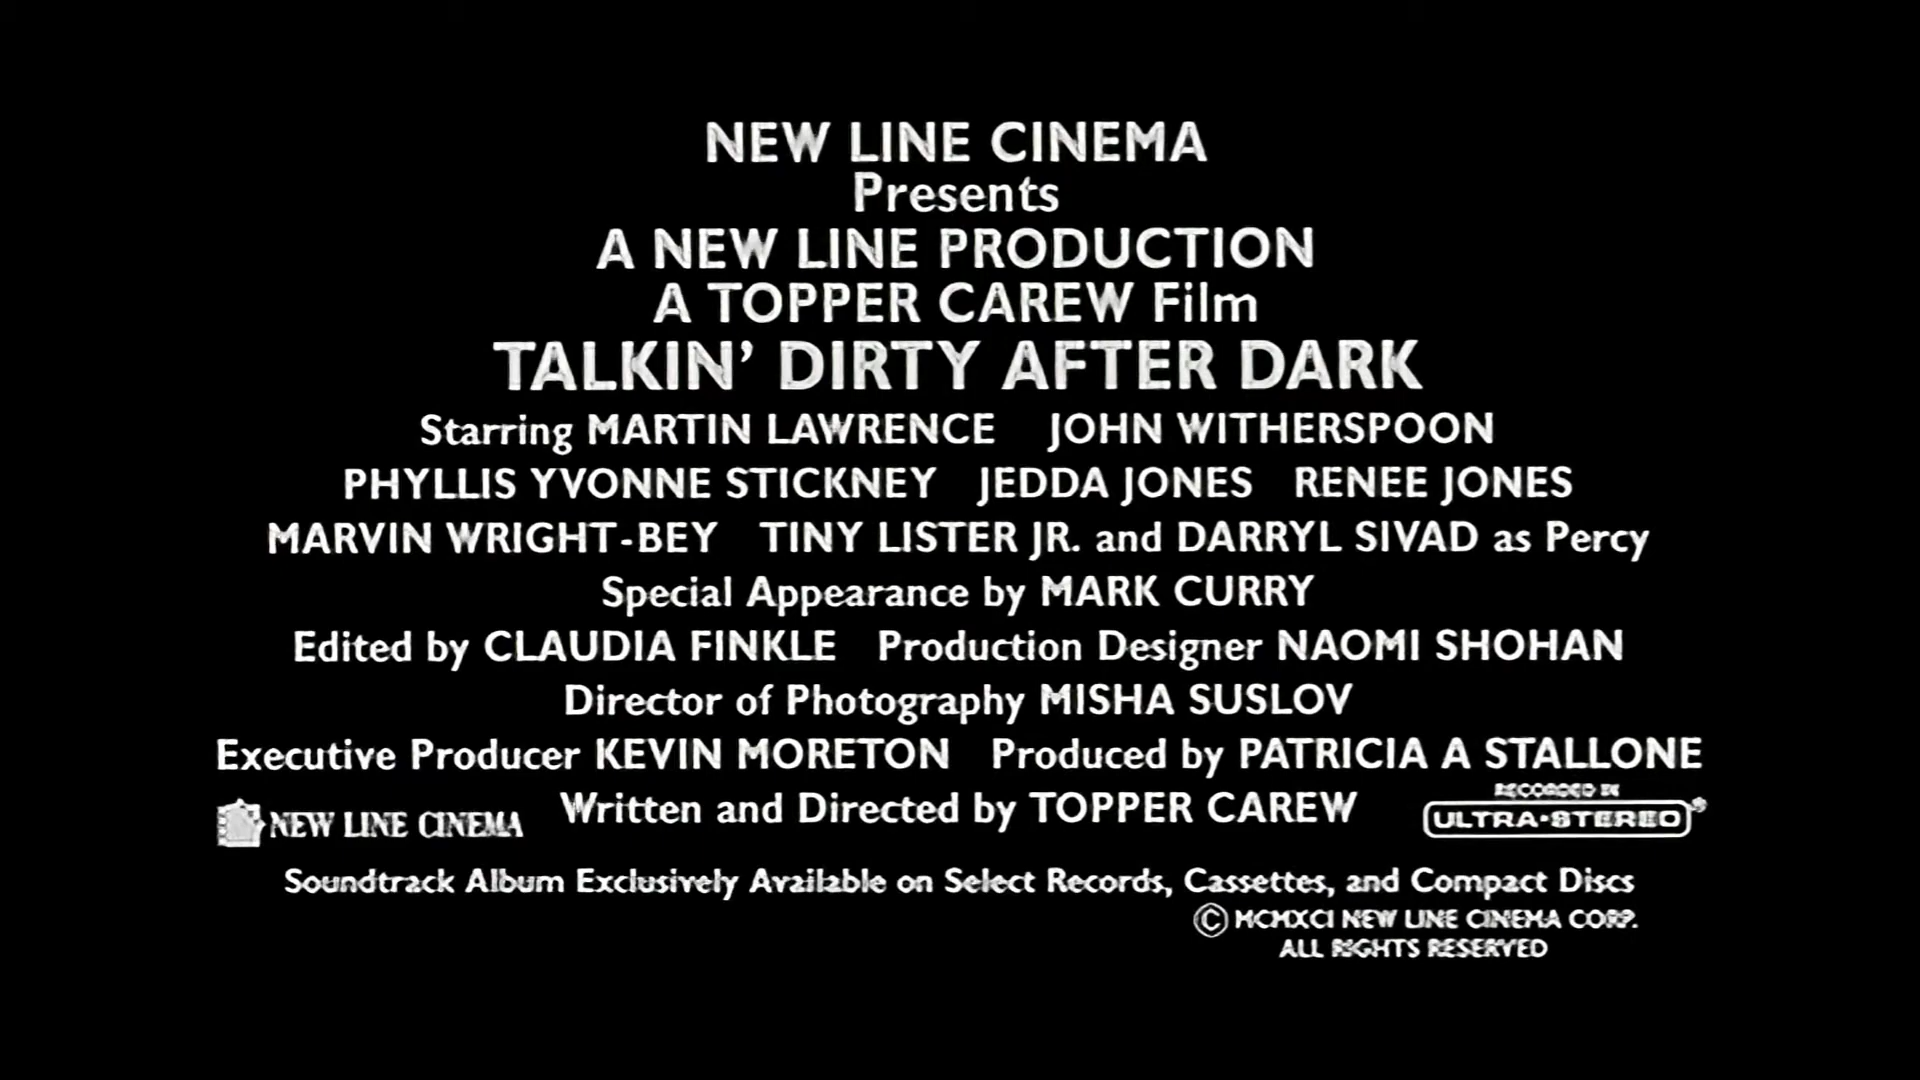 NEW LINE CINEMA
Presents
A NEW LINE PRODUCTION
A TOPPER CAREW Film
TALKIN' DIRTY AFTER DARK
Starring MARTIN LAWRENCE JOHN WITHERSPOON
PHYLLIS YVONNE STICKNEY JEDDA JONES RENEE JONES
MARVIN WRIGHT-BEY TINY LISTER JR. and DARRYL SIVAD as Percy
Special Appearance by MARK CURRY
Edited by CLAUDIA FINKLE Production Designer NAOMI SHOHAN
Director of Photography MISHA SUSLOV
Executive Producer KEVIN MORETON Produced by PATRICIA A STALLONE
Written and Directed by TOPPER CAREW
NEW LINE CINEMA
RECORDED IN
ULTRA•STEREO®
Soundtrack Album Exclusively Available on Select Records, Cassettes, and Compact Discs
© MCMXCI NEW LINE CINEMA CORP.
ALL RIGHTS RESERVED